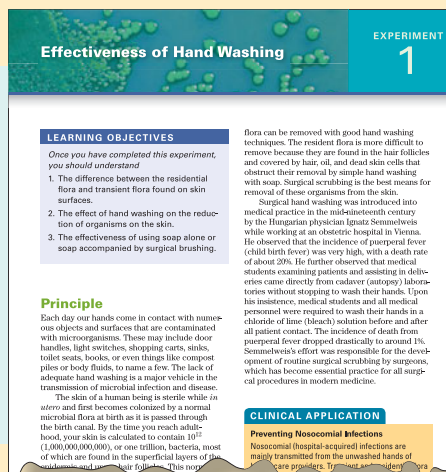 Effectiveness of Hand Washing
EXPERIMENT
1
LEARNING OBJECTIVES
Once you have completed this experiment,
you should understand
1. The difference between the residential
flora and transient flora found on skin
surfaces.
2. The effect of hand washing on the reduc-
tion of organisms on the skin.
3. The effectiveness of using soap alone or
soap accompanied by surgical brushing.
Principle
Each day our hands come in contact with numer-
ous objects and surfaces that are contaminated
with microorganisms. These may include door
handles, light switches, shopping carts, sinks,
toilet seats, books, or even things like compost
piles or body fluids, to name a few. The lack of
adequate hand washing is a major vehicle in the
transmission of microbial infection and disease.
The skin of a human being is sterile while in
utero and first becomes colonized by a normal
microbial flora at birth as it is passed through
the birth canal. By the time you reach adult-
hood, your skin is calculated to contain 10¹²
(1,000,000,000,000), or one trillion, bacteria, most
of which are found in the superficial layers of the
epidermis and upper hair follicles. This
flora can be removed with good hand washing
techniques. The resident flora is more difficult to
remove because they are found in the hair follicles
and covered by hair, oil, and dead skin cells that
obstruct their removal by simple hand washing
with soap. Surgical scrubbing is the best means for
removal of these organisms from the skin.
Surgical hand washing was introduced into
medical practice in the mid-nineteenth century
by the Hungarian physician Ignatz Semmelweis
while working at an obstetric hospital in Vienna.
He observed that the incidence of puerperal fever
(child birth fever) was very high, with a death rate
of about 20%. He further observed that medical
students examining patients and assisting in deliv-
eries came directly from cadaver (autopsy) labora-
tories without stopping to wash their hands. Upon
his insistence, medical students and all medical
personnel were required to wash their hands in a
chloride of lime (bleach) solution before and after
all patient contact. The incidence of death from
puerperal fever dropped drastically to around 1%.
Semmelweis's effort was responsible for the devel-
opment of routine surgical scrubbing by surgeons,
which has become essential practice for all surgi-
cal procedures in modern medicine.
CLINICAL APPLICATION
Preventing Nosocomial Infections
Nosocomial (hospital-acquired) infections are
mainly transmitted from the unwashed hands of
care providers. Transient and resident